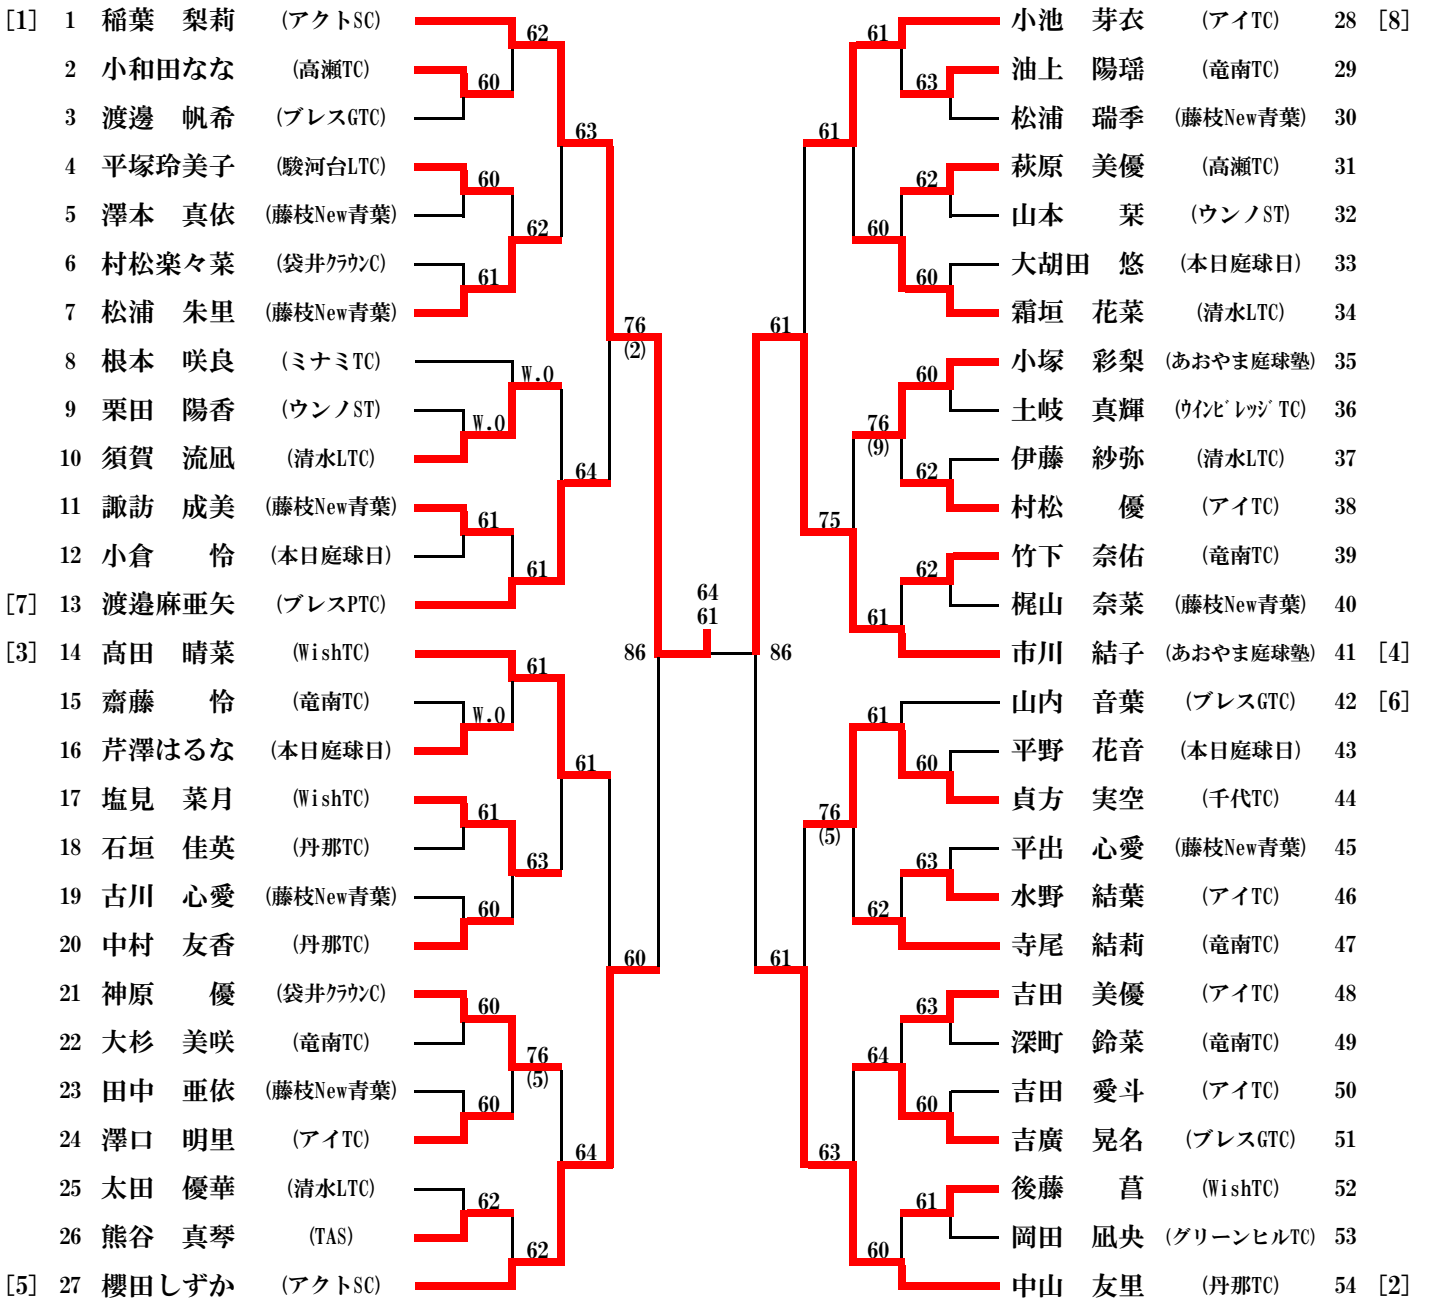 [1] 1 稲葉 梨莉 (アクトSC)
2 小和田なな (高瀬TC)
3 渡邊 帆希 (ブレスGTC)
4 平塚玲美子 (駿河台LTC)
5 澤本 真依 (藤枝New青葉)
6 村松楽々菜 (袋井クラウンC)
7 松浦 朱里 (藤枝New青葉)
8 根本 咲良 (ミナミTC)
9 栗田 陽香 (ウンノST)
10 須賀 流凪 (清水LTC)
11 諏訪 成美 (藤枝New青葉)
12 小倉 怜 (本日庭球日)
[7] 13 渡邉麻亜矢 (ブレスPTC)
[3] 14 高田 晴菜 (WishTC)
15 齋藤 怜 (竜南TC)
16 芹澤はるな (本日庭球日)
17 塩見 菜月 (WishTC)
18 石垣 佳英 (丹那TC)
19 古川 心愛 (藤枝New青葉)
20 中村 友香 (丹那TC)
21 神原 優 (袋井クラウンC)
22 大杉 美咲 (竜南TC)
23 田中 亜依 (藤枝New青葉)
24 澤口 明里 (アイTC)
25 太田 優華 (清水LTC)
26 熊谷 真琴 (TAS)
[5] 27 櫻田しずか (アクトSC)
62
60
63
60
62
61
76
(2)
W.O
W.O
64
61
61
61
W.O
61
61
63
60
60
60
76
(5)
60
64
62
62
86
64
61
86
61
63
61
62
60
60
61
60
76
(9)
62
75
62
61
61
60
76
(5)
63
62
61
63
64
60
63
61
60
小池 芽衣 (アイTC) 28 [8]
油上 陽瑶 (竜南TC) 29
松浦 瑞季 (藤枝New青葉) 30
萩原 美優 (高瀬TC) 31
山本 栞 (ウンノST) 32
大胡田 悠 (本日庭球日) 33
霜垣 花菜 (清水LTC) 34
小塚 彩梨 (あおやま庭球塾) 35
土岐 真輝 (ウインビレッジTC) 36
伊藤 紗弥 (清水LTC) 37
村松 優 (アイTC) 38
竹下 奈佑 (竜南TC) 39
梶山 奈菜 (藤枝New青葉) 40
市川 結子 (あおやま庭球塾) 41 [4]
山内 音葉 (ブレスGTC) 42 [6]
平野 花音 (本日庭球日) 43
貞方 実空 (千代TC) 44
平出 心愛 (藤枝New青葉) 45
水野 結葉 (アイTC) 46
寺尾 結莉 (竜南TC) 47
吉田 美優 (アイTC) 48
深町 鈴菜 (竜南TC) 49
吉田 愛斗 (アイTC) 50
吉廣 晃名 (ブレスGTC) 51
後藤 菖 (WishTC) 52
岡田 凪央 (グリーンヒルTC) 53
中山 友里 (丹那TC) 54 [2]